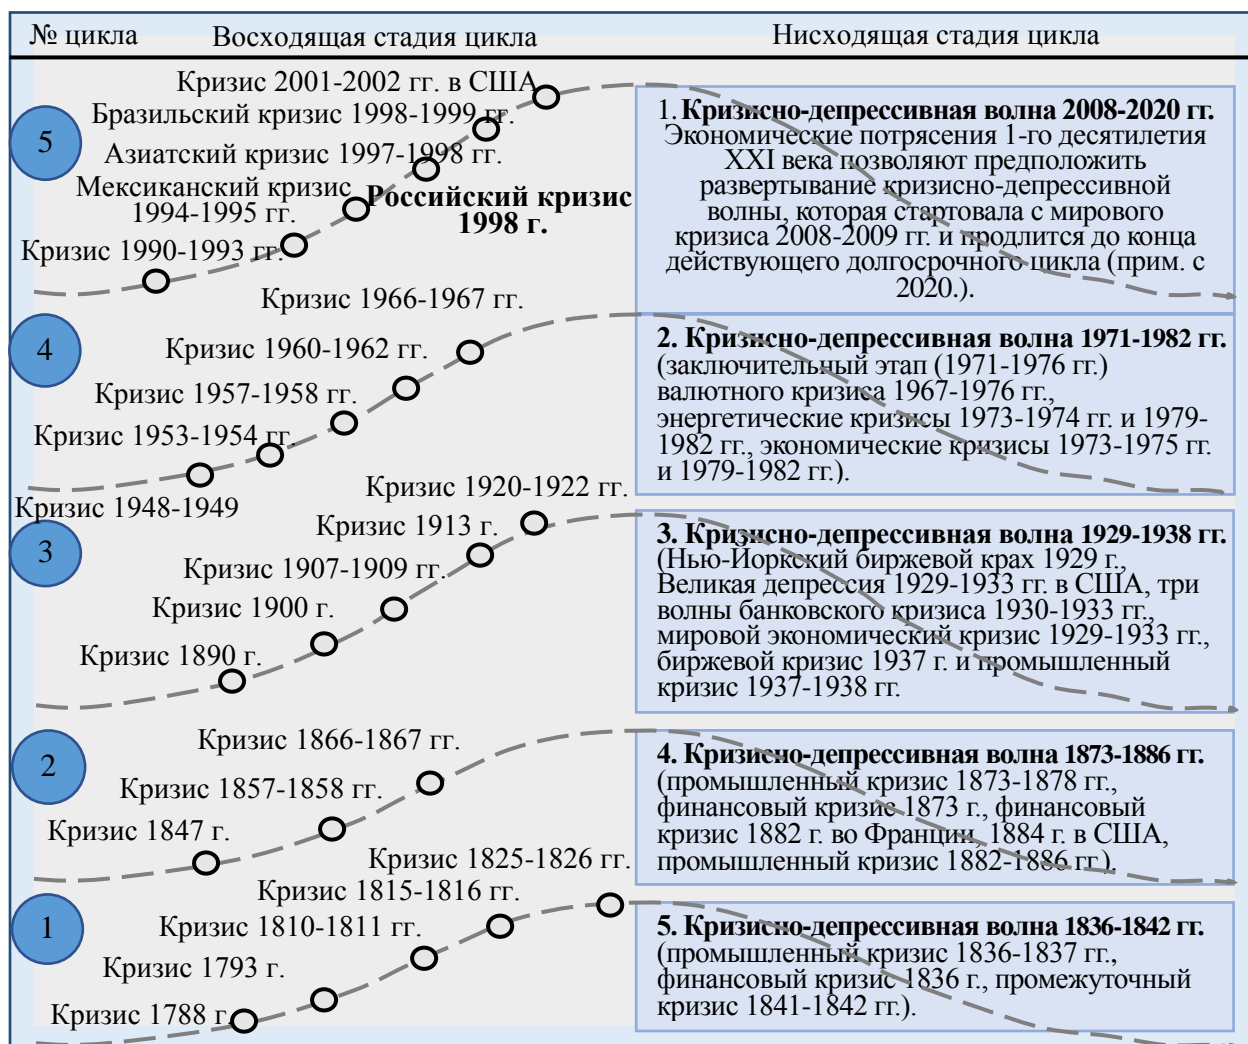 № цикла
Восходящая стадия цикла
Нисходящая стадия цикла
5
Кризис 2001-2002 гг. в США
Бразильский кризис 1998-1999 гг.
Азиатский кризис 1997-1998 гг.
Мексиканский кризис
1994-1995 гг.
Российский кризис
1998 г.
Кризис 1990-1993 гг.
1. Кризисно-депрессивная волна 2008-2020 гг.
Экономические потрясения 1-го десятилетия
XXI века позволяют предположить
развертывание кризисно-депрессивной
волны, которая стартовала с мирового
кризиса 2008-2009 гг. и продлится до конца
действующего долгосрочного цикла (прим. с
2020.).
4
Кризис 1966-1967 гг.
Кризис 1960-1962 гг.
Кризис 1957-1958 гг.
Кризис 1953-1954 гг.
Кризис 1948-1949
2. Кризисно-депрессивная волна 1971-1982 гг.
(заключительный этап (1971-1976 гг.)
валютного кризиса 1967-1976 гг.,
энергетические кризисы 1973-1974 гг. и 1979-
1982 гг., экономические кризисы 1973-1975 гг.
и 1979-1982 гг.).
3
Кризис 1920-1922 гг.
Кризис 1913 г.
Кризис 1907-1909 гг.
Кризис 1900 г.
Кризис 1890 г.
3. Кризисно-депрессивная волна 1929-1938 гг.
(Нью-Йоркский биржевой крах 1929 г.,
Великая депрессия 1929-1933 гг. в США, три
волны банковского кризиса 1930-1933 гг.,
мировой экономический кризис 1929-1933 гг.,
биржевой кризис 1937 г. и промышленный
кризис 1937-1938 гг.
2
Кризис 1866-1867 гг.
Кризис 1857-1858 гг.
Кризис 1847 г.
4. Кризисно-депрессивная волна 1873-1886 гг.
(промышленный кризис 1873-1878 гг.,
финансовый кризис 1873 г., финансовый
кризис 1882 г. во Франции, 1884 г. в США,
промышленный кризис 1882-1886 гг.).
1
Кризис 1825-1826 гг.
Кризис 1815-1816 гг.
Кризис 1810-1811 гг.
Кризис 1793 г.
Кризис 1788 г.
5. Кризисно-депрессивная волна 1836-1842 гг.
(промышленный кризис 1836-1837 гг.,
финансовый кризис 1836 г., промежуточный
кризис 1841-1842 гг.).